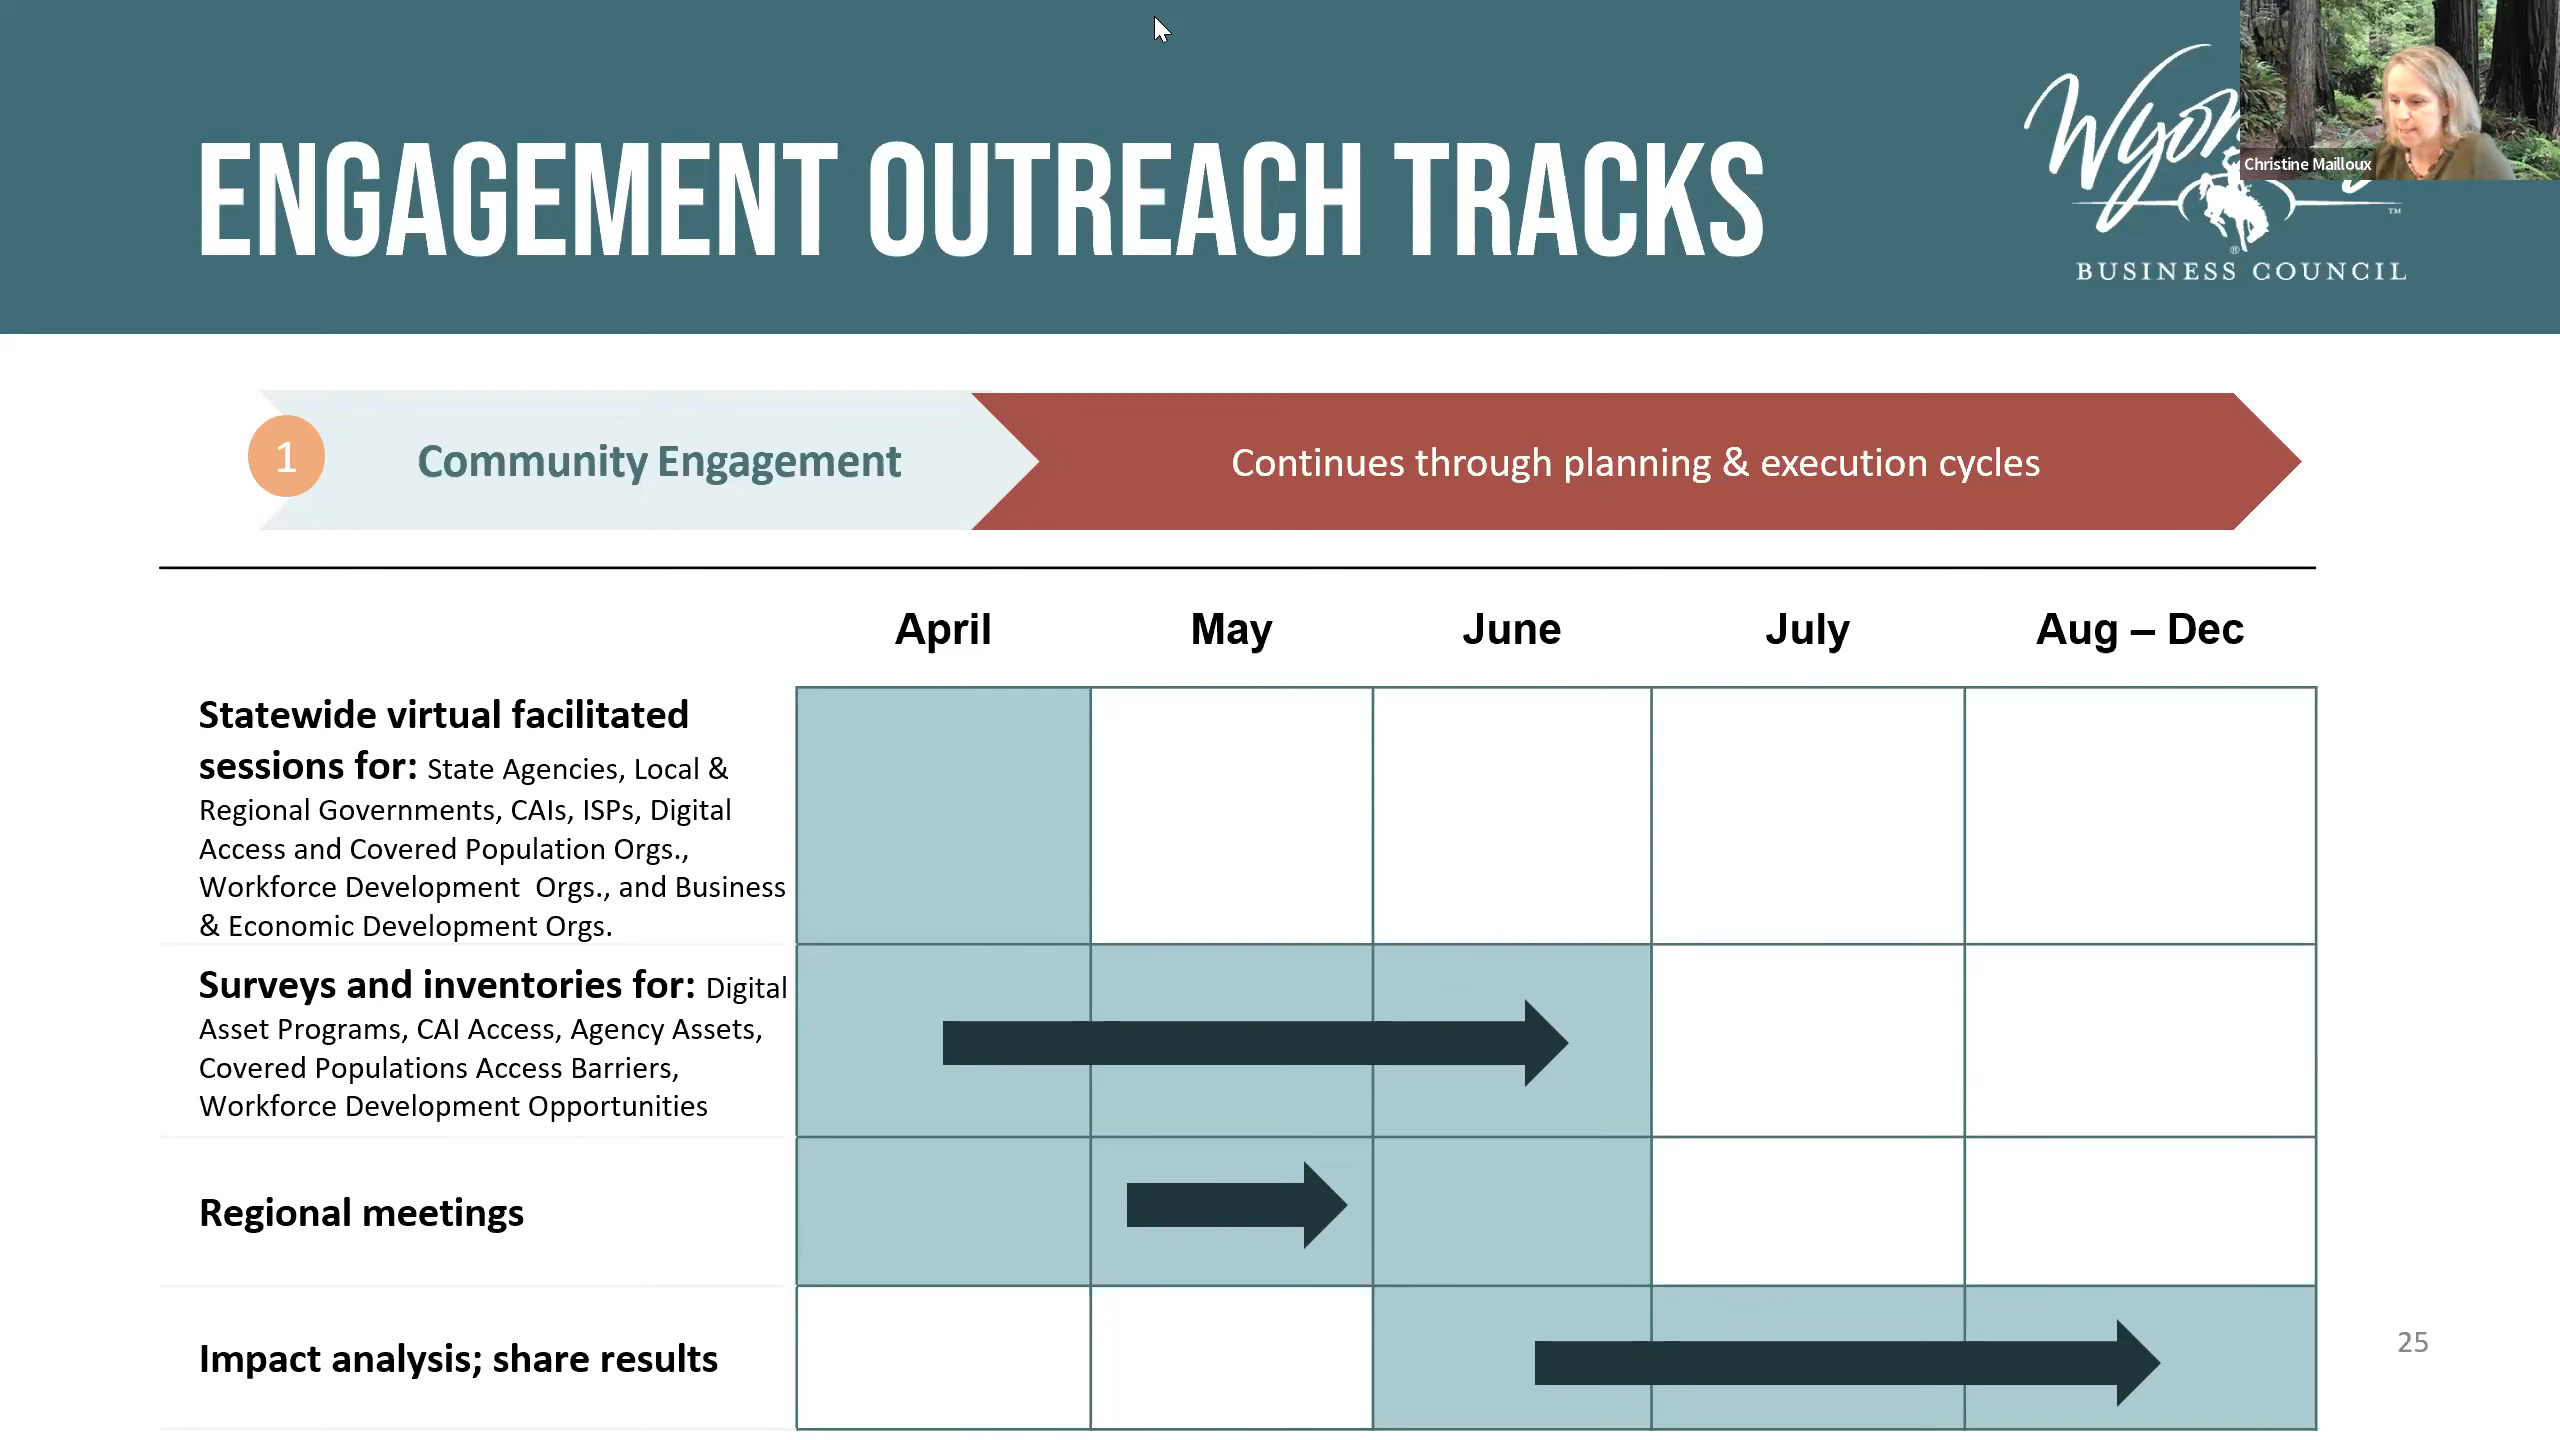 ENGAGEMENT OUTREACH TRACKS
Christine Mailloux
™
®
BUSINESS COUNCIL
1
Community Engagement
Continues through planning & execution cycles
April
May
June
July
Aug – Dec
Statewide virtual facilitated
sessions for: State Agencies, Local &
Regional Governments, CAIs, ISPs, Digital
Access and Covered Population Orgs.,
Workforce Development Orgs., and Business
& Economic Development Orgs.
Surveys and inventories for: Digital
Asset Programs, CAI Access, Agency Assets,
Covered Populations Access Barriers,
Workforce Development Opportunities
Regional meetings
Impact analysis; share results
25